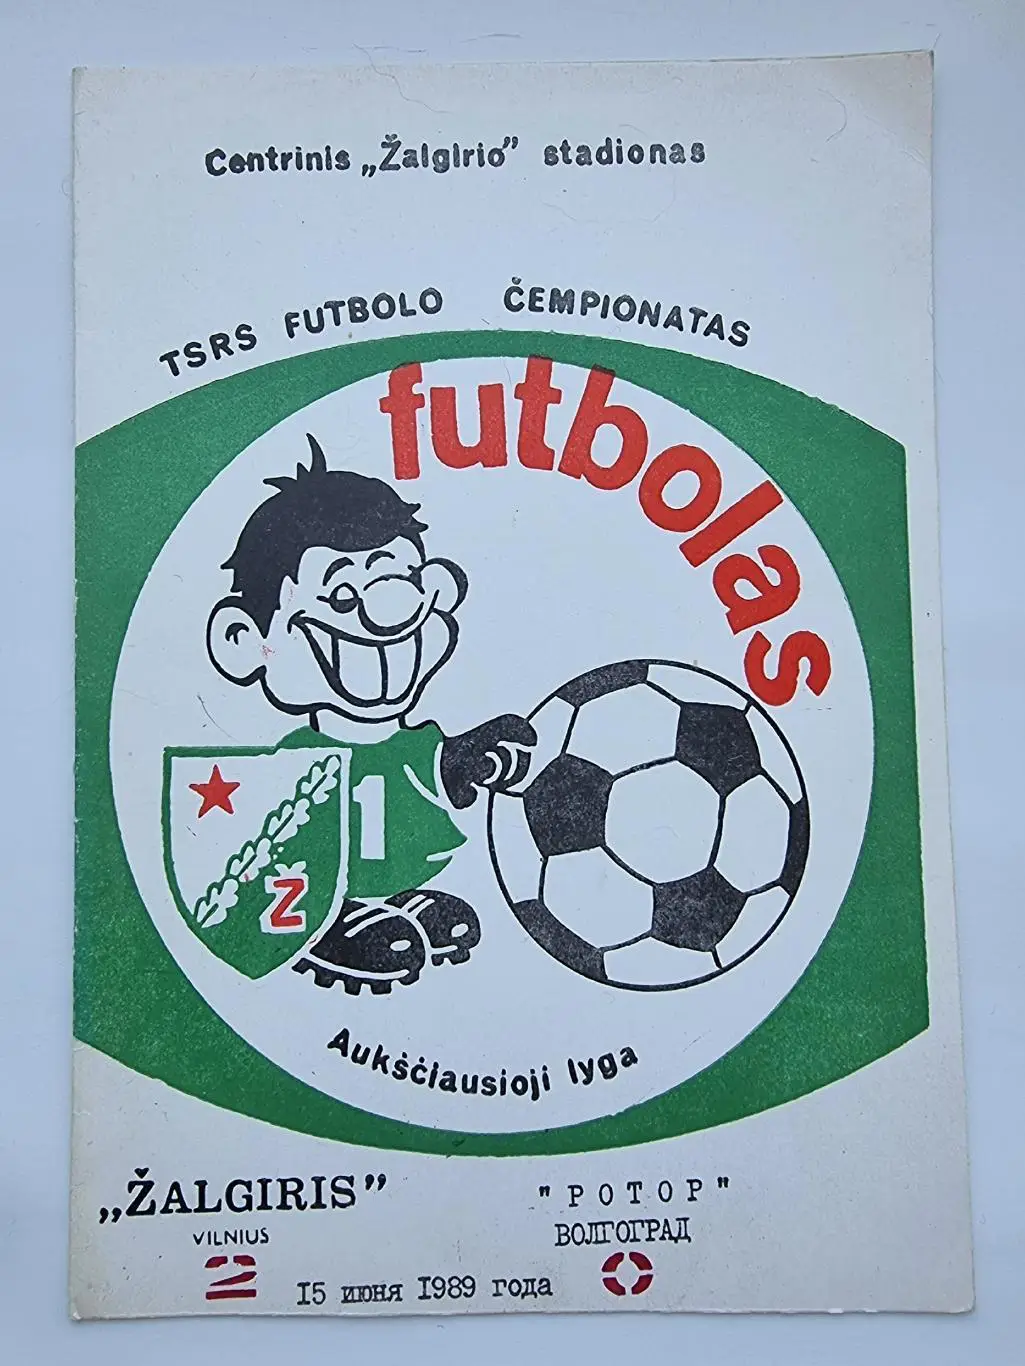 Centrinis „Žalgirio” stadionas
TSRS FUTBOLO ČEMPIONATAS
futbolas
1
Ž
Aukščiausioji lyga
„ŽALGIRIS” "РОТОР"
VILNIUS ВОЛГОГРАД
2 0
15 июня 1989 года